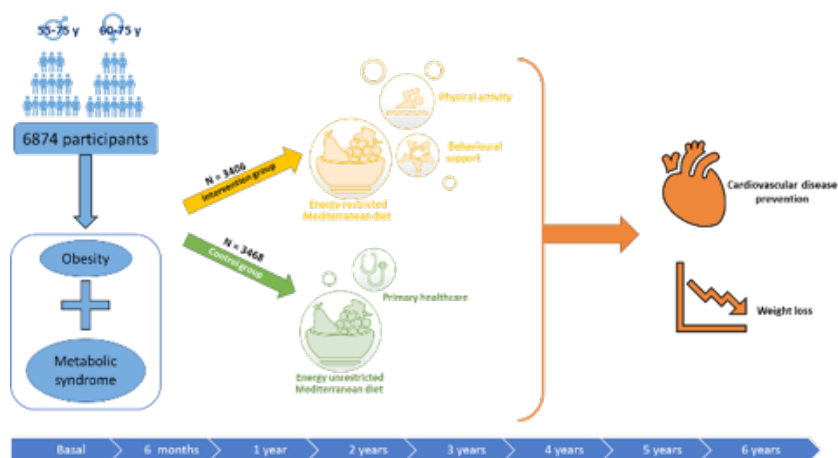 55-75 y
60-75 y
6874 participants
Obesity
Metabolic
syndrome
N = 3406
Intervention group
N = 3468
Control group
Physical activity
Behavioural
support
Energy restricted
Mediterranean diet
Primary healthcare
Energy unrestricted
Mediterranean diet
Cardiovascular disease
prevention
Weight loss
Basal
6 months
1 year
2 years
3 years
4 years
5 years
6 years